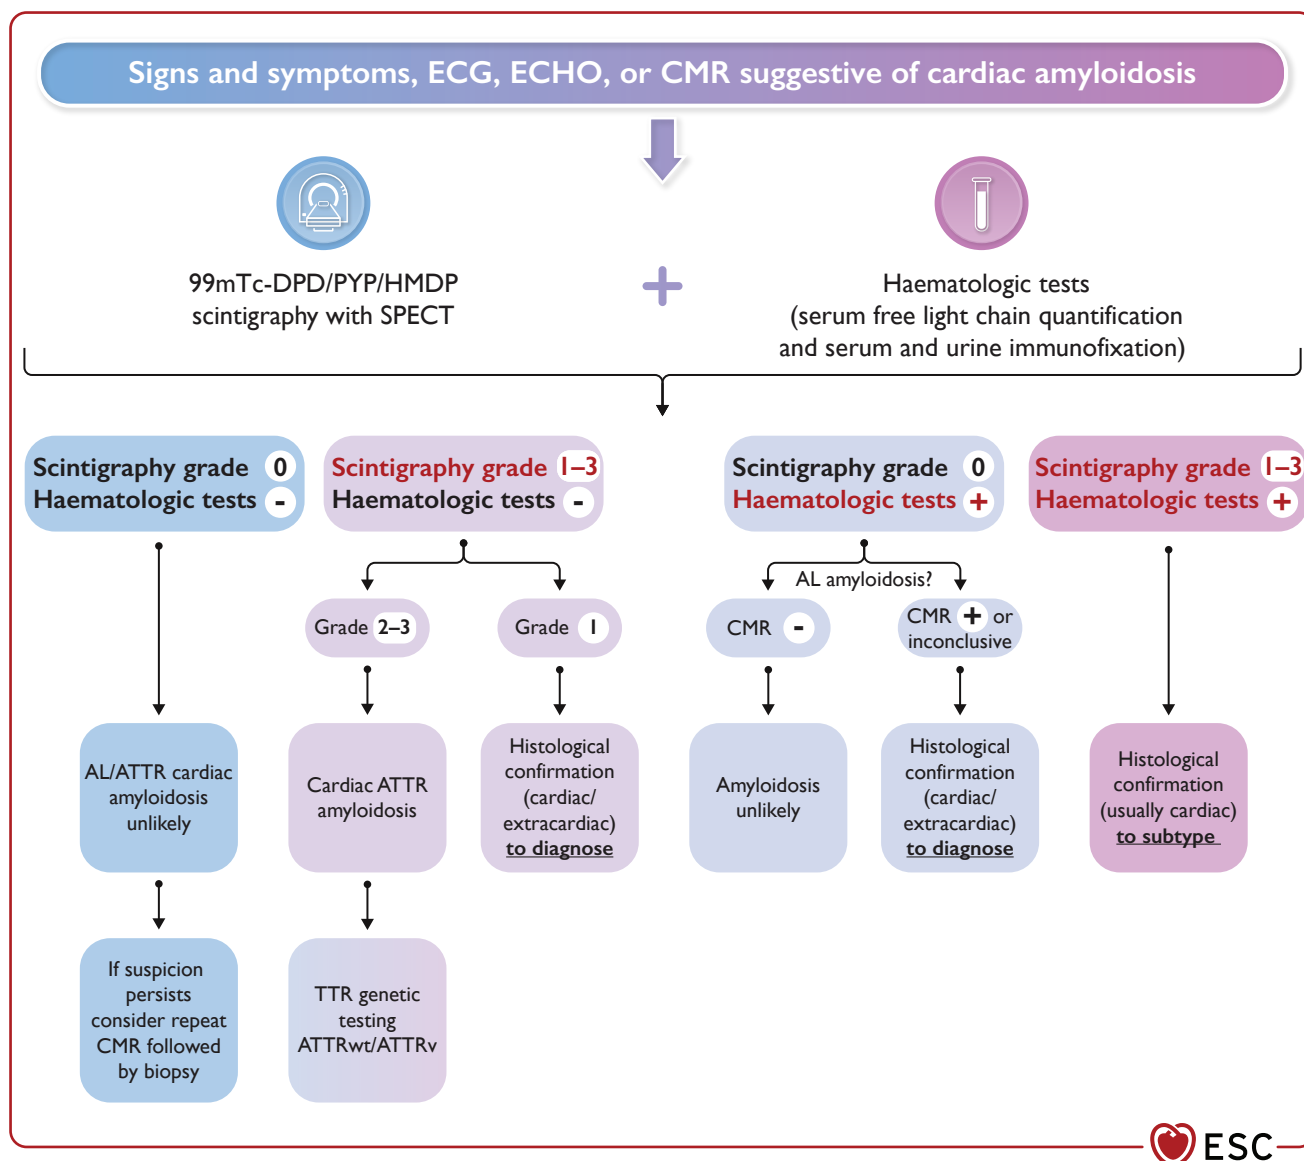 Signs and symptoms, ECG, ECHO, or CMR suggestive of cardiac amyloidosis
99mTc-DPD/PYP/HMDP
scintigraphy with SPECT
+
Haematologic tests
(serum free light chain quantification
and serum and urine immunofixation)
Scintigraphy grade 0
Haematologic tests -
Scintigraphy grade 1–3
Haematologic tests -
Scintigraphy grade 0
Haematologic tests +
Scintigraphy grade 1–3
Haematologic tests +
AL amyloidosis?
Grade 2–3
Grade 1
CMR -
CMR + or
inconclusive
AL/ATTR cardiac
amyloidosis
unlikely
Cardiac ATTR
amyloidosis
Histological
confirmation
(cardiac/
extracardiac)
to diagnose
Amyloidosis
unlikely
Histological
confirmation
(cardiac/
extracardiac)
to diagnose
Histological
confirmation
(usually cardiac)
to subtype
If suspicion
persists
consider repeat
CMR followed
by biopsy
TTR genetic
testing
ATTRwt/ATTRv
ESC